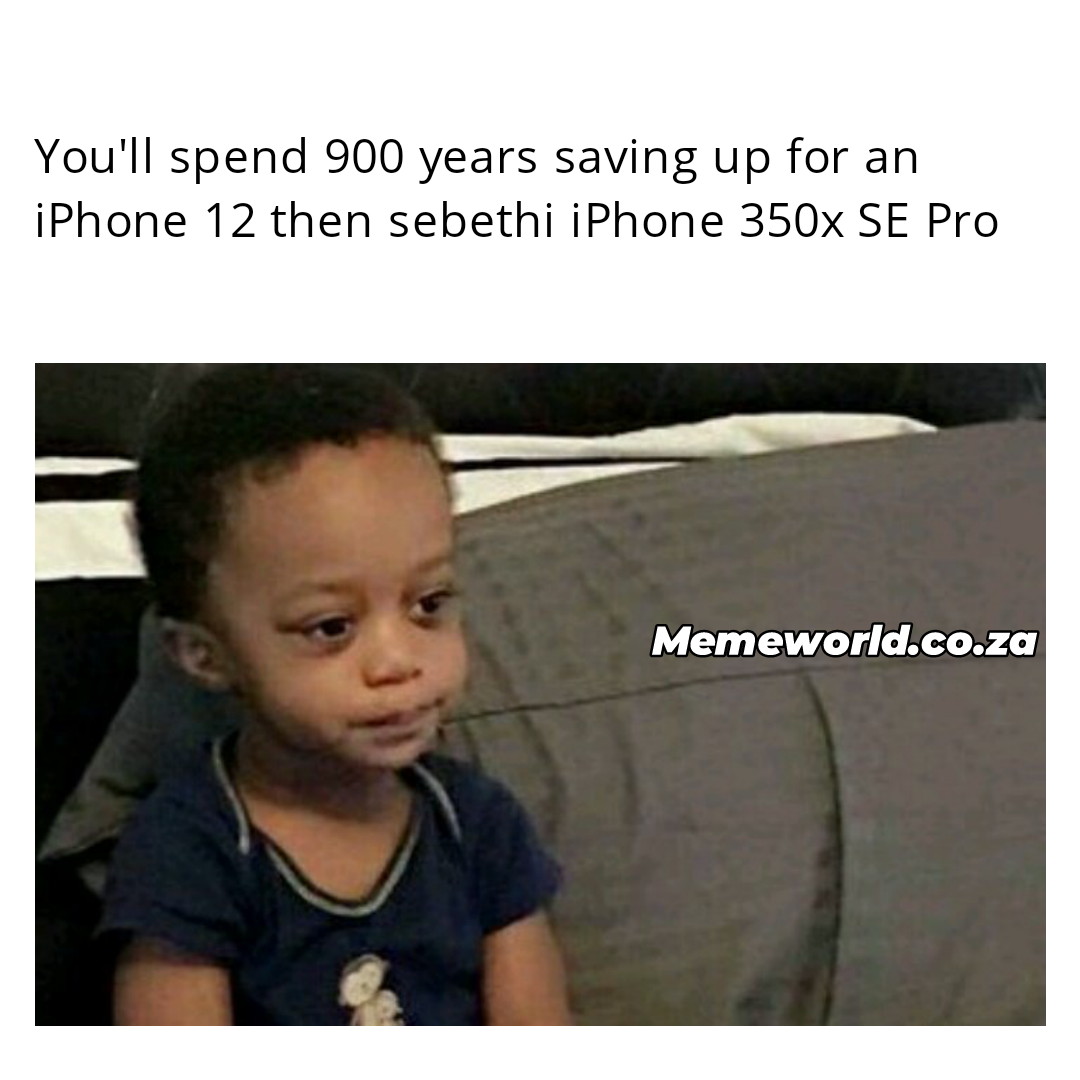 You'll spend 900 years saving up for an
iPhone 12 then sebethi iPhone 350x SE Pro
Memeworld.co.za